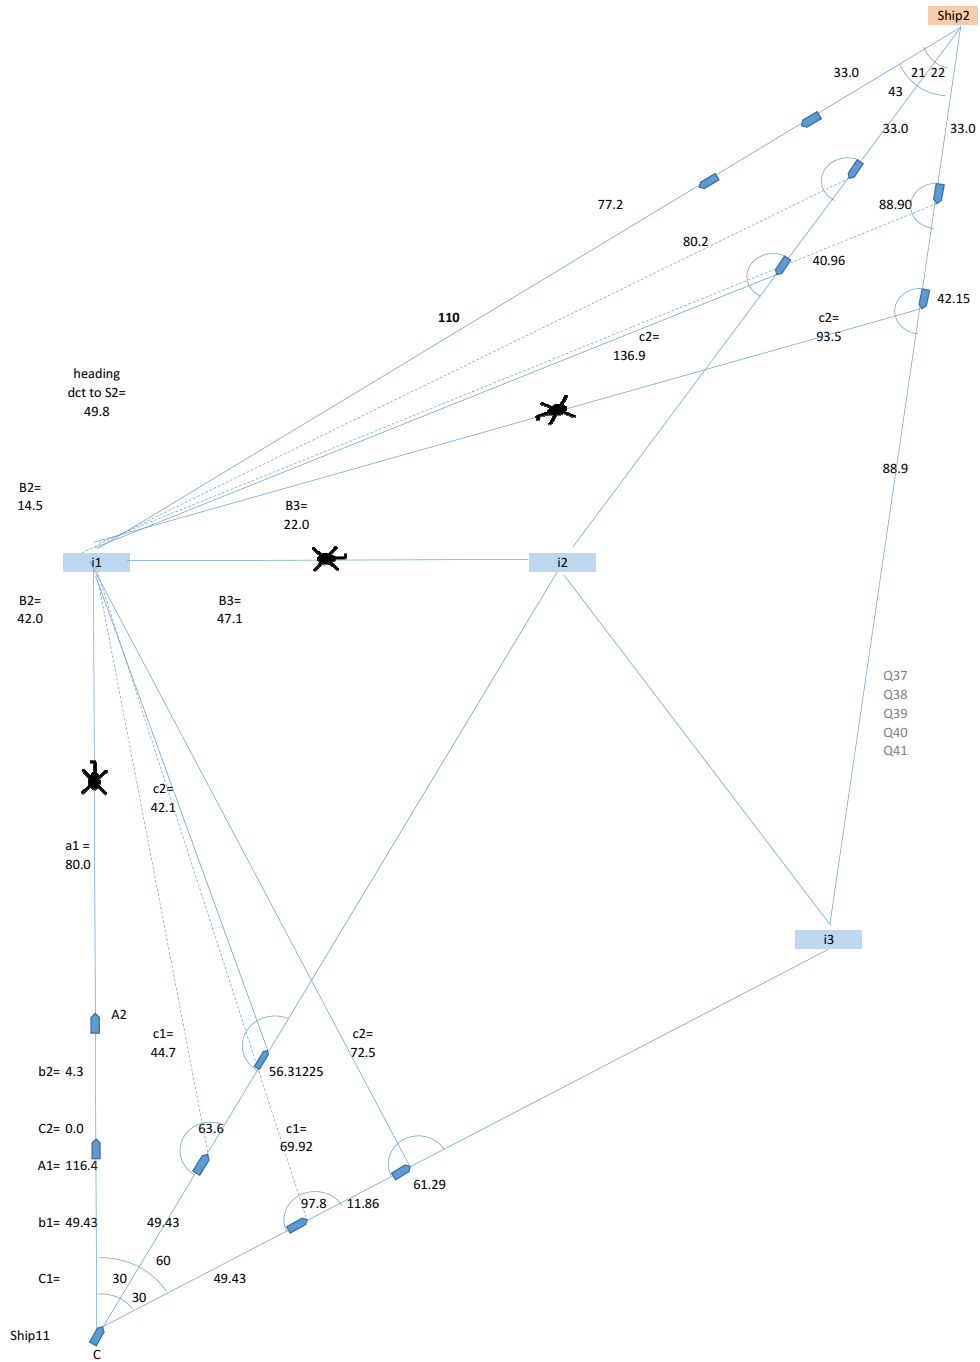 Ship2
33.0
21
22
43
33.0
33.0
77.2
88.90
80.2
40.96
42.15
110
c2=
93.5
c2=
136.9
heading
dct to S2=
49.8
88.9
B2=
14.5
B3=
22.0
i1
i2
B2=
42.0
B3=
47.1
Q37
Q38
Q39
Q40
Q41
c2=
42.1
a1 =
80.0
i3
A2
c1=
44.7
c2=
72.5
b2= 4.3
56.31225
C2= 0.0
63.6
c1=
69.92
A1= 116.4
61.29
97.8
11.86
b1= 49.43
49.43
60
C1=
30
49.43
30
Ship11
C